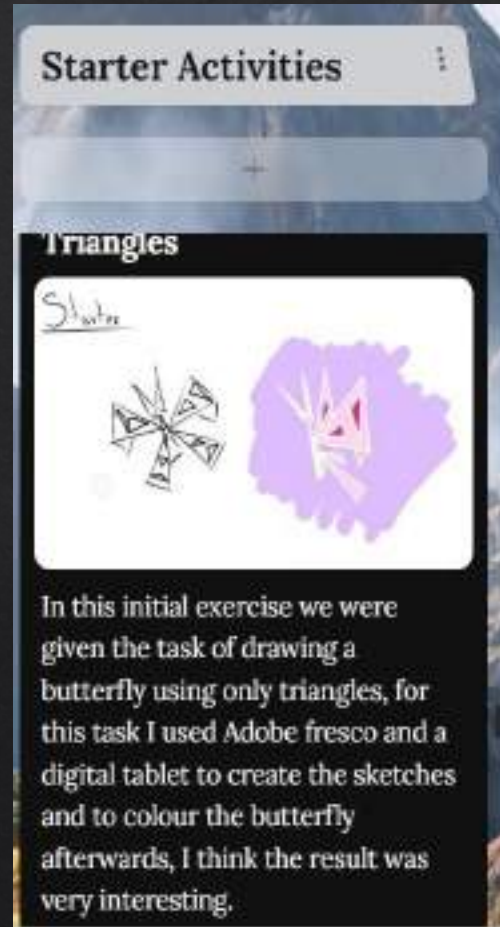 Starter Activities
Triangles
Starter
In this initial exercise we were
given the task of drawing a
butterfly using only triangles, for
this task I used Adobe fresco and a
digital tablet to create the sketches
and to colour the butterfly
afterwards, I think the result was
very interesting.